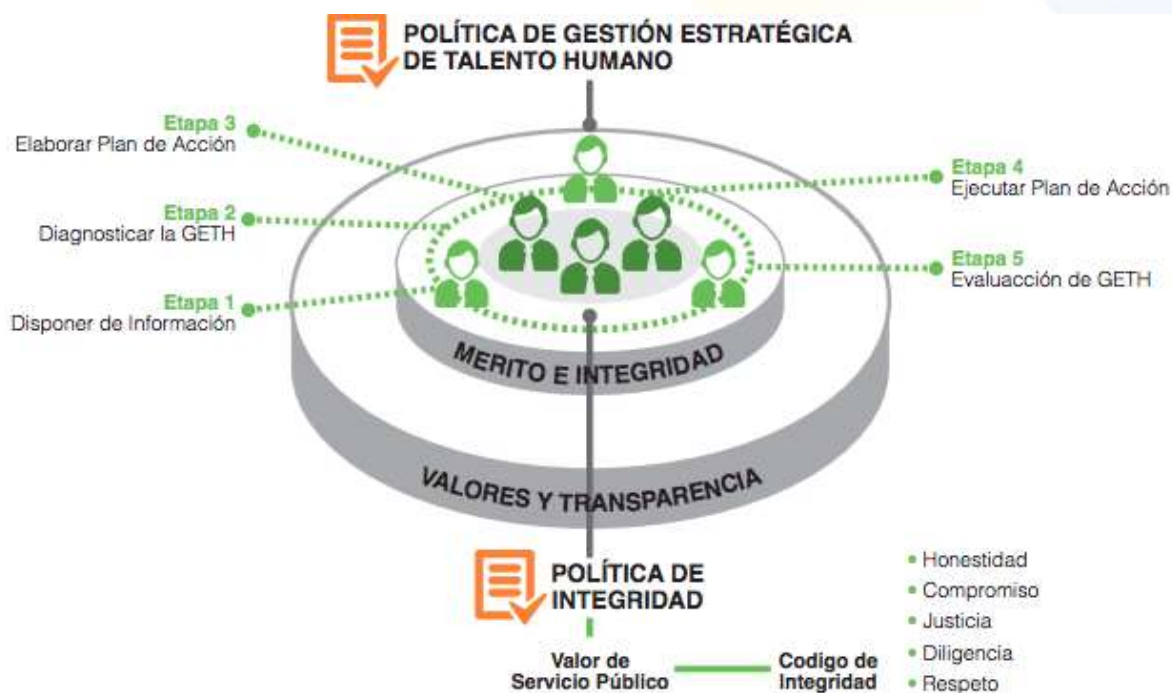 POLÍTICA DE GESTIÓN ESTRATÉGICA
DE TALENTO HUMANO
Etapa 3
Elaborar Plan de Acción
Etapa 2
Diagnosticar la GETH
Etapa 1
Disponer de Información
Etapa 4
Ejecutar Plan de Acción
Etapa 5
Evaluacción de GETH
MERITO E INTEGRIDAD
VALORES Y TRANSPARENCIA
POLÍTICA DE
INTEGRIDAD
Valor de
Servicio Público
Codigo de
Integridad
• Honestidad
• Compromiso
• Justicia
• Diligencia
• Respeto